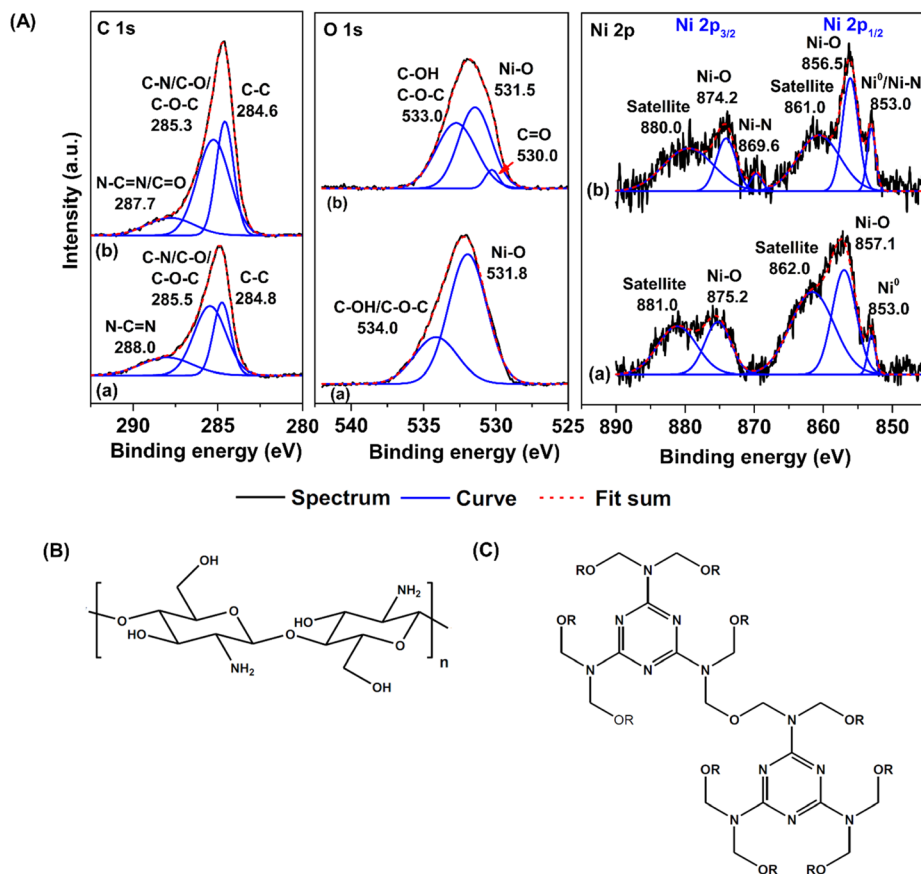 (A)
Intensity (a.u.)
C 1s
C-N/C-O/
C-O-C
285.3
C-C
284.6
N-C=N/C=O
287.7
(b)
C-N/C-O/
C-O-C
285.5
C-C
284.8
N-C=N
288.0
(a)
290
285
280
Binding energy (eV)
O 1s
C-OH
C-O-C
533.0
Ni-O
531.5
C=O
530.0
(b)
Ni-O
531.8
C-OH/C-O-C
534.0
(a)
540
535
530
525
Binding energy (eV)
Ni 2p
Ni 2p3/2
Ni 2p1/2
Ni-O
856.5
Ni-O
874.2
Satellite
861.0
Ni0/Ni-N
853.0
Satellite
880.0
Ni-N
869.6
(b)
Ni-O
857.1
Satellite
862.0
Ni-O
875.2
Satellite
881.0
Ni0
853.0
(a)
890
880
870
860
850
Binding energy (eV)
Spectrum
Curve
Fit sum
(B)
OH
NH2
O
O
HO
O
HO
O
NH2
OH
n
(C)
RO
N
OR
OR
N
N
OR
N
N
N
OR
O
N
OR
OR
N
N
OR
N
N
N
OR
RO